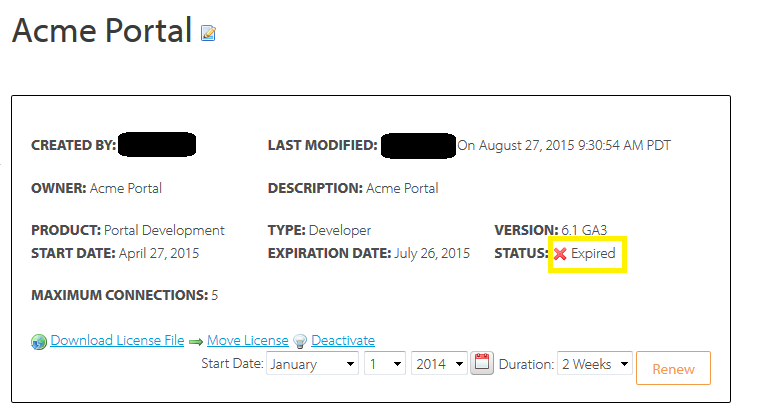 Acme Portal
CREATED BY: LAST MODIFIED: On August 27, 2015 9:30:54 AM PDT
OWNER: Acme Portal DESCRIPTION: Acme Portal
PRODUCT: Portal Development TYPE: Developer VERSION: 6.1 GA3
START DATE: April 27, 2015 EXPIRATION DATE: July 26, 2015 STATUS: Expired
MAXIMUM CONNECTIONS: 5
Download License File Move License Deactivate
Start Date: January 1 2014 Duration: 2 Weeks Renew